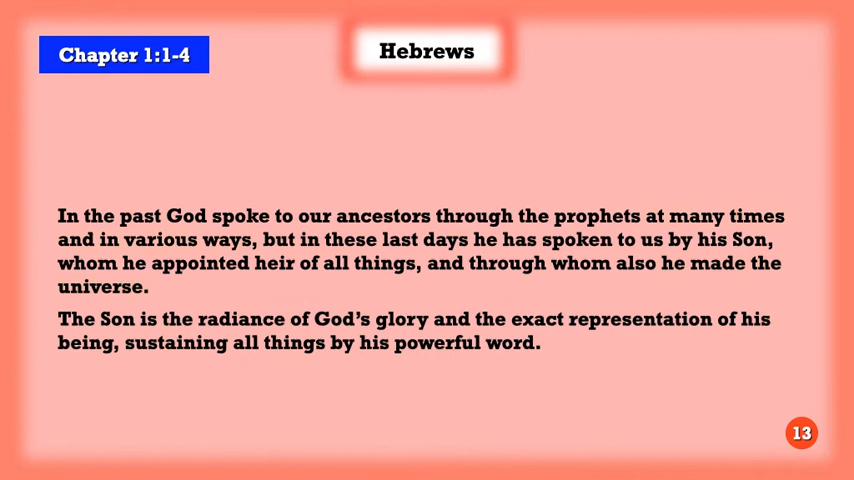 Chapter 1:1-4
Hebrews
In the past God spoke to our ancestors through the prophets at many times
and in various ways, but in these last days he has spoken to us by his Son,
whom he appointed heir of all things, and through whom also he made the
universe.
The Son is the radiance of God’s glory and the exact representation of his
being, sustaining all things by his powerful word.
13